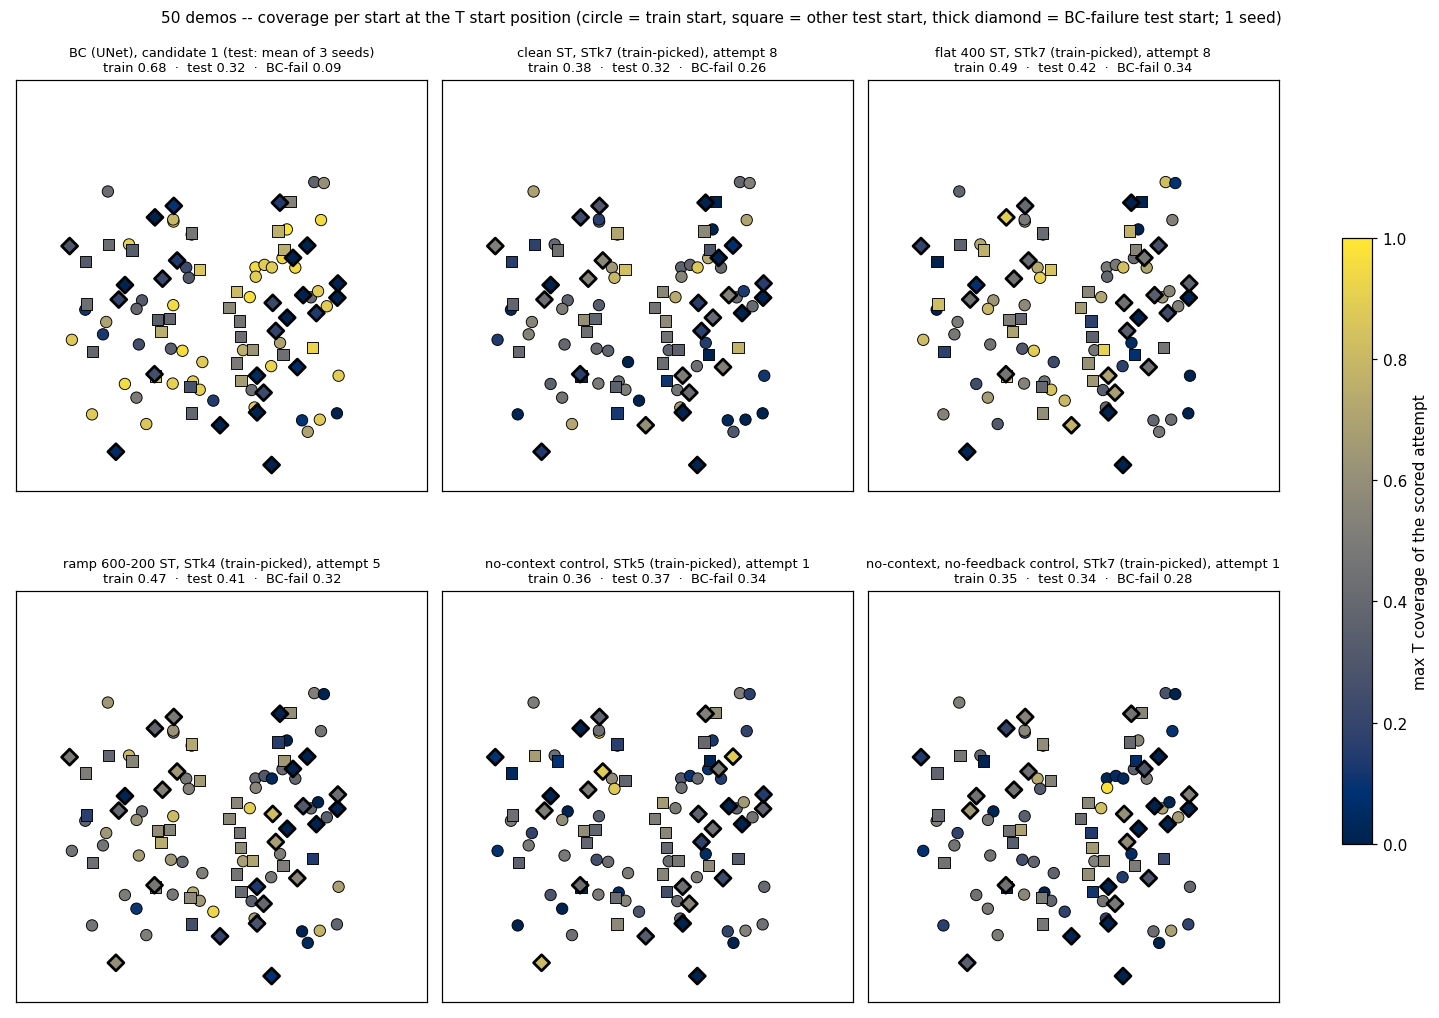 50 demos -- coverage per start at the T start position (circle = train start, square = other test start, thick diamond = BC-failure test start; 1 seed)
BC (UNet), candidate 1 (test: mean of 3 seeds)
train 0.68 · test 0.32 · BC-fail 0.09
clean ST, STk7 (train-picked), attempt 8
train 0.38 · test 0.32 · BC-fail 0.26
flat 400 ST, STk7 (train-picked), attempt 8
train 0.49 · test 0.42 · BC-fail 0.34
ramp 600-200 ST, STk4 (train-picked), attempt 5
train 0.47 · test 0.41 · BC-fail 0.32
no-context control, STk5 (train-picked), attempt 1
train 0.36 · test 0.37 · BC-fail 0.34
no-context, no-feedback control, STk7 (train-picked), attempt 1
train 0.35 · test 0.34 · BC-fail 0.28
1.0
0.8
0.6
0.4
0.2
0.0
max T coverage of the scored attempt